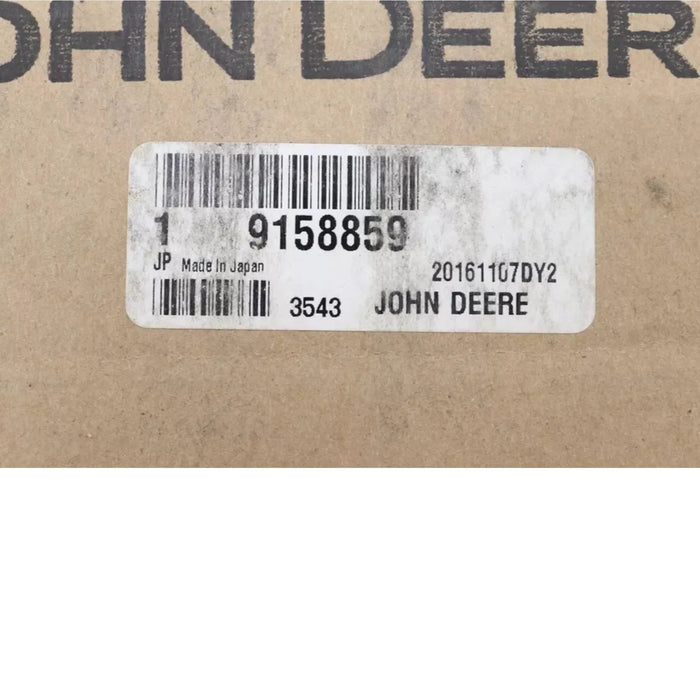 JOHN DEERE
1 9158859
JP Made In Japan
20161107DY2
3543 JOHN DEERE